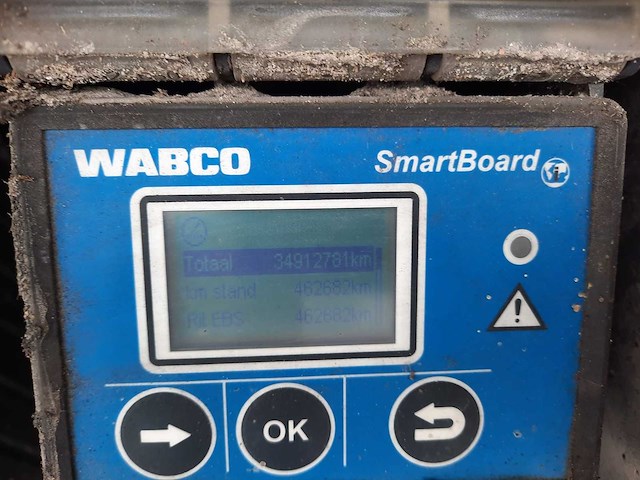 WABCO
SmartBoard
Totaal 34912781km
km stand 462682km
Rit EBS 462682km
OK